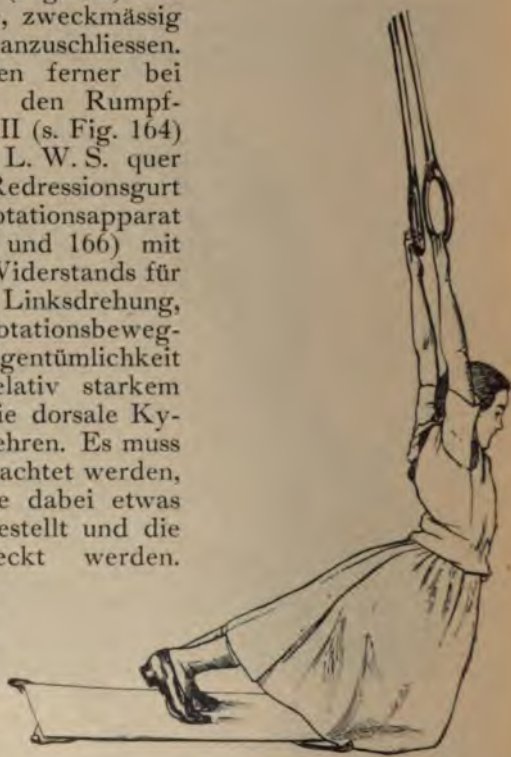 , zweckmässig
anzuschliessen.
en ferner bei
den Rumpf-
II (s. Fig. 164)
L. W. S. quer
Redressionsgurt
otationsapparat
und 166) mit
Widerstands für
Linksdrehung,
otationsbeweg-
gentümlichkeit
elativ starkem
ie dorsale Ky-
ehren. Es muss
achtet werden,
e dabei etwas
estellt und die
eckt werden.